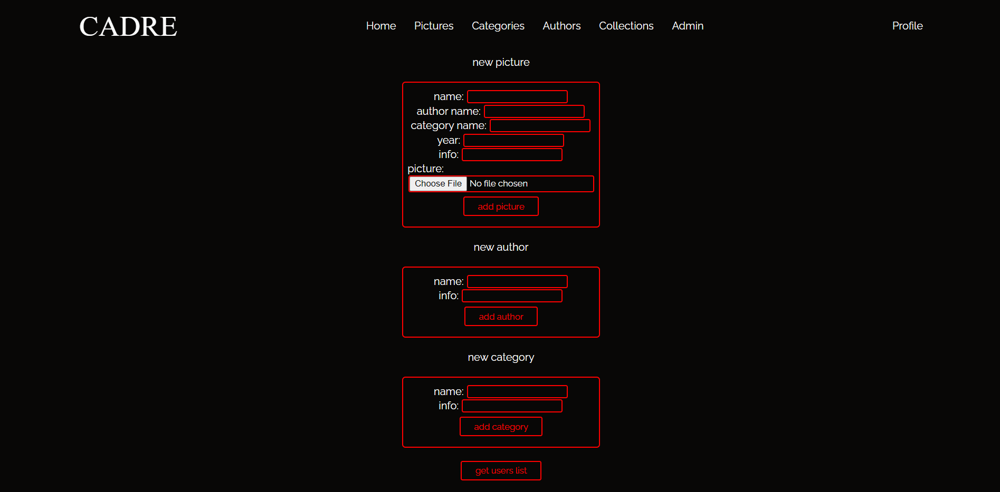 CADRE Home Pictures Categories Authors Collections Admin Profile
new picture
name:
author name:
category name:
year:
info:
picture:
Choose File No file chosen
add picture
new author
name:
info:
add author
new category
name:
info:
add category
get users list